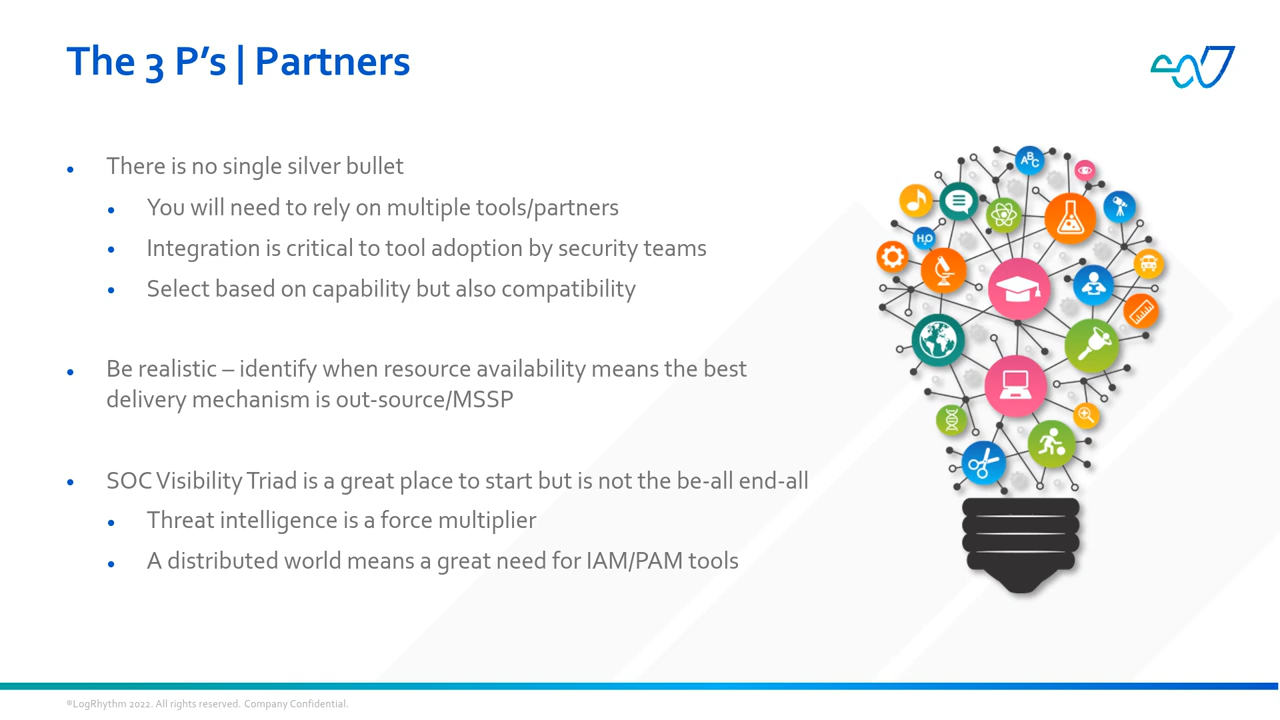 The 3 P’s | Partners
• There is no single silver bullet
• You will need to rely on multiple tools/partners
• Integration is critical to tool adoption by security teams
• Select based on capability but also compatibility
• Be realistic – identify when resource availability means the best
delivery mechanism is out-source/MSSP
• SOC Visibility Triad is a great place to start but is not the be-all end-all
• Threat intelligence is a force multiplier
• A distributed world means a great need for IAM/PAM tools
ABC
H₂O
©LogRhythm 2022. All rights reserved. Company Confidential.